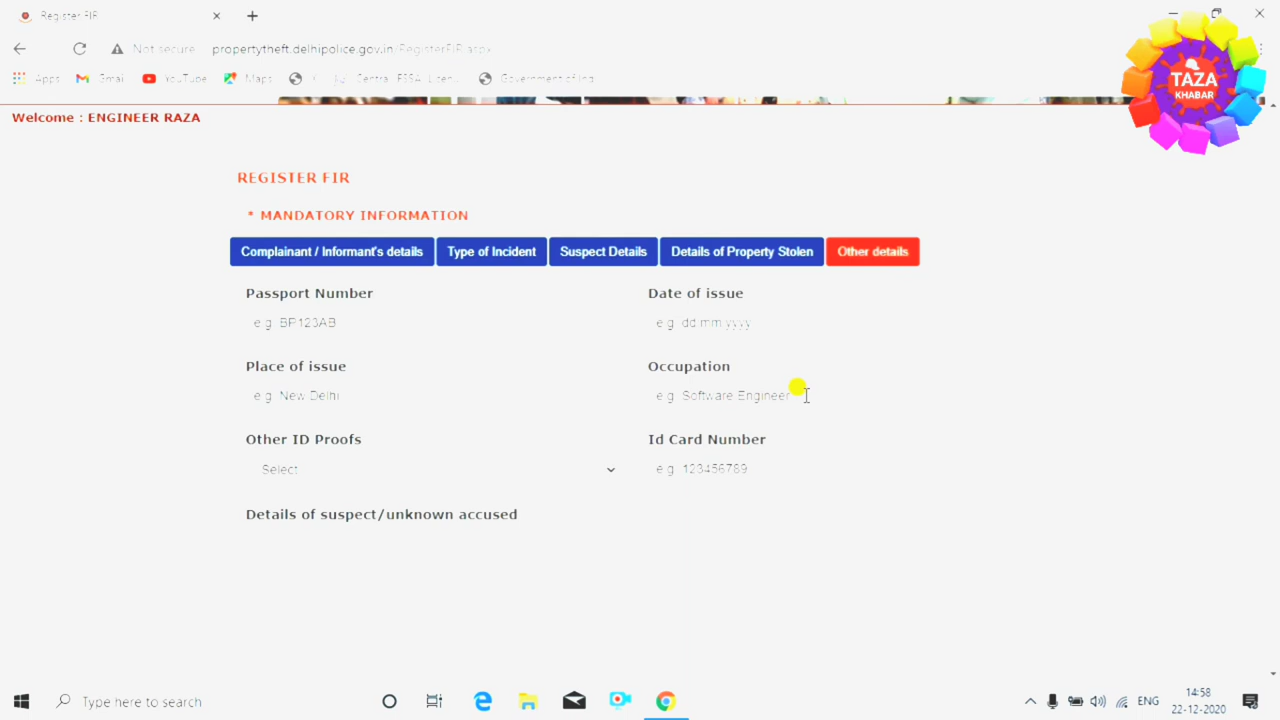 Register FIR
Not secure propertytheft.delhipolice.gov.in/RegisterFIR.aspx
Apps Gmail YouTube Maps Central FSSA Government of
TAZA
KHABAR
Welcome : ENGINEER RAZA
REGISTER FIR
* MANDATORY INFORMATION
Complainant / Informant's details Type of Incident Suspect Details Details of Property Stolen Other details
Passport Number Date of issue
e.g. BP123AB e.g. dd.mm.yyyy
Place of issue Occupation
e.g. New Delhi e.g. Software Engineer
Other ID Proofs Id Card Number
Select e.g. 123456789
Details of suspect/unknown accused
Type here to search
ENG
14:58
22-12-2020